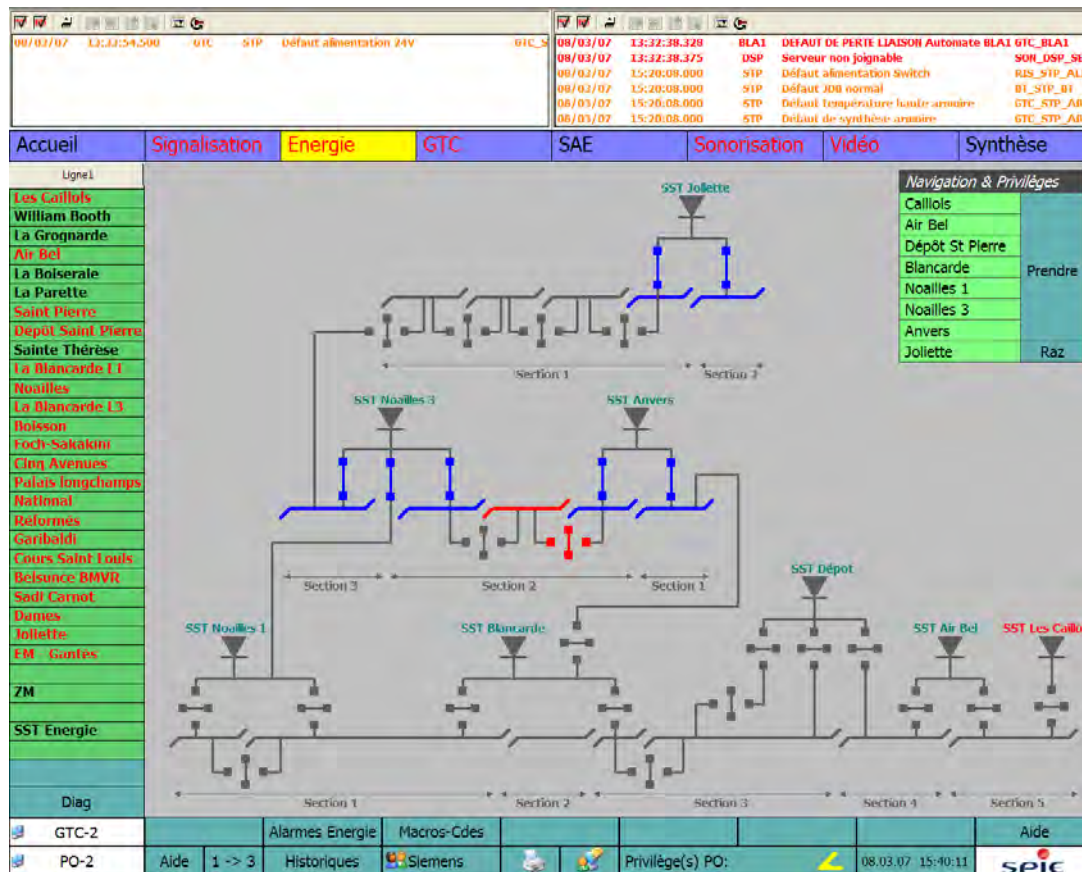 08/03/07 13:33:54.500 GTC STP Défaut alimentation 24V GTC_S
08/03/07 13:32:38.328 BLA1 DEFAUT DE PERTE LIAISON Automate BLA1 GTC_BLA1
08/03/07 13:32:38.375 DSP Serveur non joignable SON_DSP_SE
08/03/07 15:20:08.000 STP Défaut alimentation Switch RIS_STP_AL
08/03/07 15:20:08.000 STP Défaut JDB normal BT_STP_BT
08/03/07 15:20:08.000 STP Défaut température haute armoire GTC_STP_AR
08/03/07 15:20:08.000 STP Défaut de synthèse armoire GTC_STP_AR
Accueil Signalisation Energie GTC SAE Sonorisation Vidéo Synthèse
Ligne1
Les Caillols
William Booth
La Grognarde
Air Bel
La Boiseraie
La Parette
Saint Pierre
Dépôt Saint Pierre
Sainte Thérèse
La Blancarde L1
Noailles
La Blancarde L3
Boisson
Foch-Sakakini
Cinq Avenues
Palais longchamps
National
Réformés
Garibaldi
Cours Saint Louis
Belsunce BMVR
Sadi Carnot
Dames
Joliette
EM Gantès
ZM
SST Energie
Diag
SST Joliette
Section 1 Section 2
SST Noailles 3 SST Anvers
Section 3 Section 2 Section 1
SST Dépot
SST Noailles 1 SST Blancarde SST Air Bel SST Les Caillo
Section 1 Section 2 Section 3 Section 4 Section 5
Navigation & Privilèges
Caillols
Air Bel
Dépôt St Pierre
Blancarde
Prendre
Noailles 1
Noailles 3
Anvers
Joliette Raz
GTC-2 Alarmes Energie Macros-Cdes Aide
PO-2 Aide 1 -> 3 Historiques Siemens Privilège(s) PO: 08.03.07 15:40:11 speic